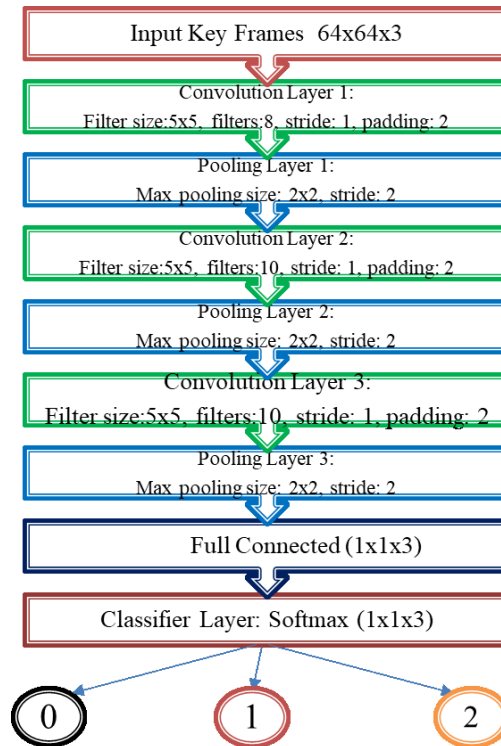 Input Key Frames 64x64x3
Convolution Layer 1:
Filter size:5x5, filters:8, stride: 1, padding: 2
Pooling Layer 1:
Max pooling size: 2x2, stride: 2
Convolution Layer 2:
Filter size:5x5, filters:10, stride: 1, padding: 2
Pooling Layer 2:
Max pooling size: 2x2, stride: 2
Convolution Layer 3:
Filter size:5x5, filters:10, stride: 1, padding: 2
Pooling Layer 3:
Max pooling size: 2x2, stride: 2
Full Connected (1x1x3)
Classifier Layer: Softmax (1x1x3)
0 1 2